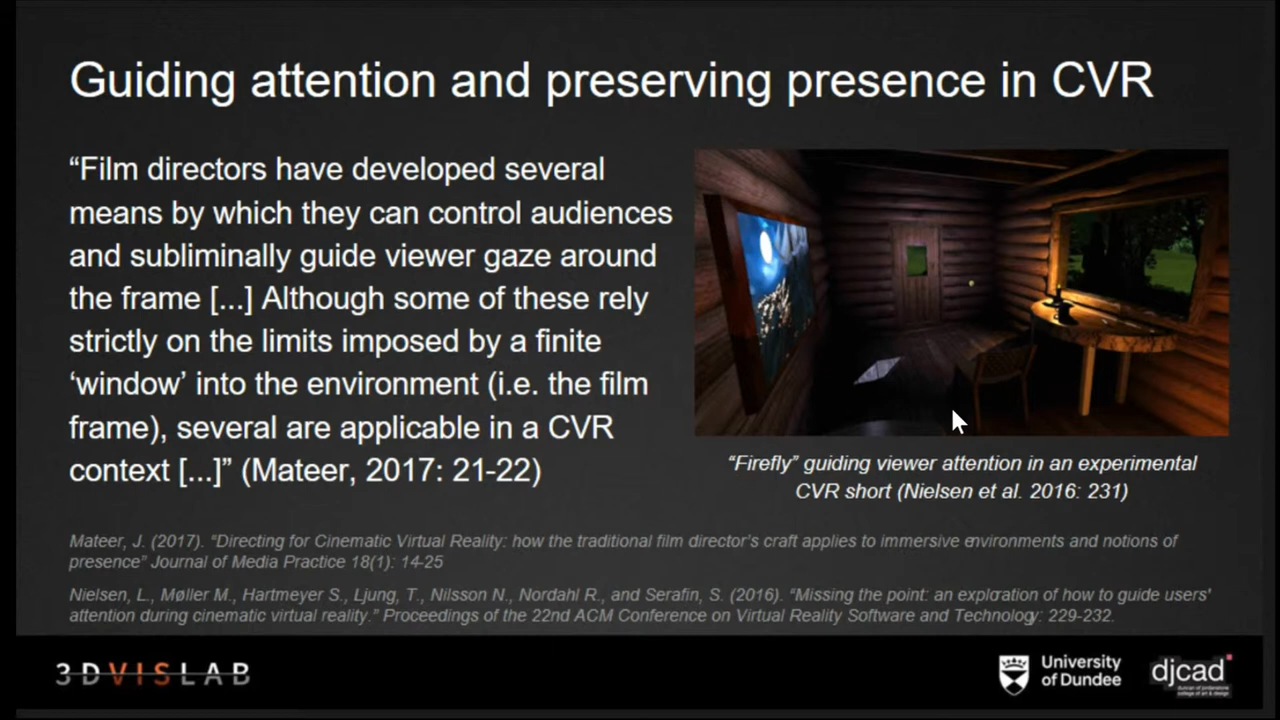 Guiding attention and preserving presence in CVR
“Film directors have developed several
means by which they can control audiences
and subliminally guide viewer gaze around
the frame [...] Although some of these rely
strictly on the limits imposed by a finite
‘window’ into the environment (i.e. the film
frame), several are applicable in a CVR
context [...]” (Mateer, 2017: 21-22)
“Firefly” guiding viewer attention in an experimental
CVR short (Nielsen et al. 2016: 231)
Mateer, J. (2017). “Directing for Cinematic Virtual Reality: how the traditional film director’s craft applies to immersive environments and notions of
presence” Journal of Media Practice 18(1): 14-25
Nielsen, L., Møller M., Hartmeyer S., Ljung, T., Nilsson N., Nordahl R., and Serafin, S. (2016). “Missing the point: an exploration of how to guide users'
attention during cinematic virtual reality.” Proceedings of the 22nd ACM Conference on Virtual Reality Software and Technology: 229-232.
3DVISLAB
University
of Dundee
djcad
college of art & design